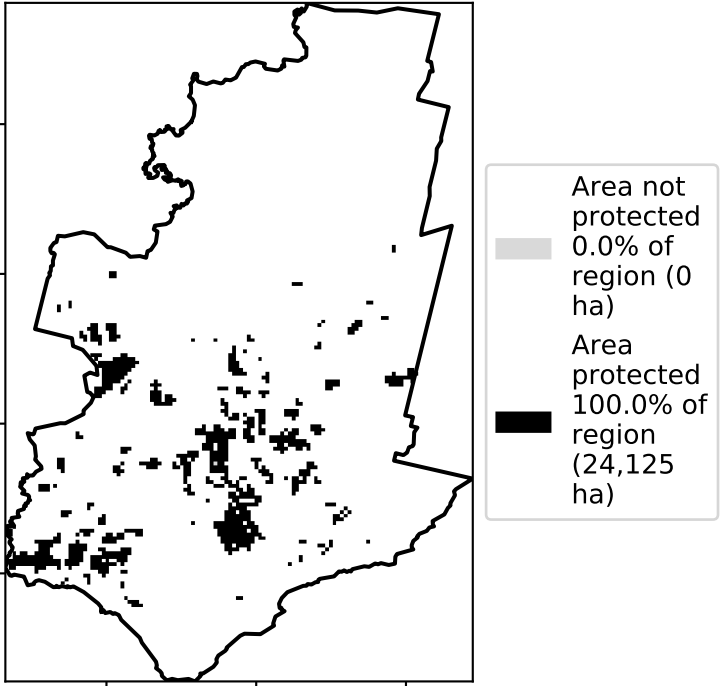 Area not
protected
0.0% of
region (0
ha)
Area
protected
100.0% of
region
(24,125
ha)